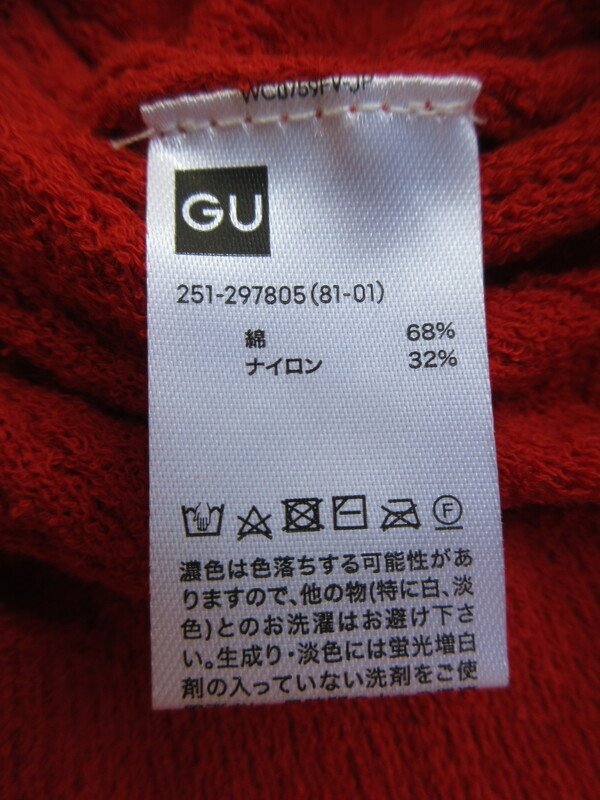 GU
251-297805(81-01)
綿 68%
ナイロン 32%
F
濃色は色落ちする可能性があ
りますので、他の物(特に白、淡
色)とのお洗濯はお避け下さ
い。生成り・淡色には蛍光増白
剤の入っていない洗剤をご使